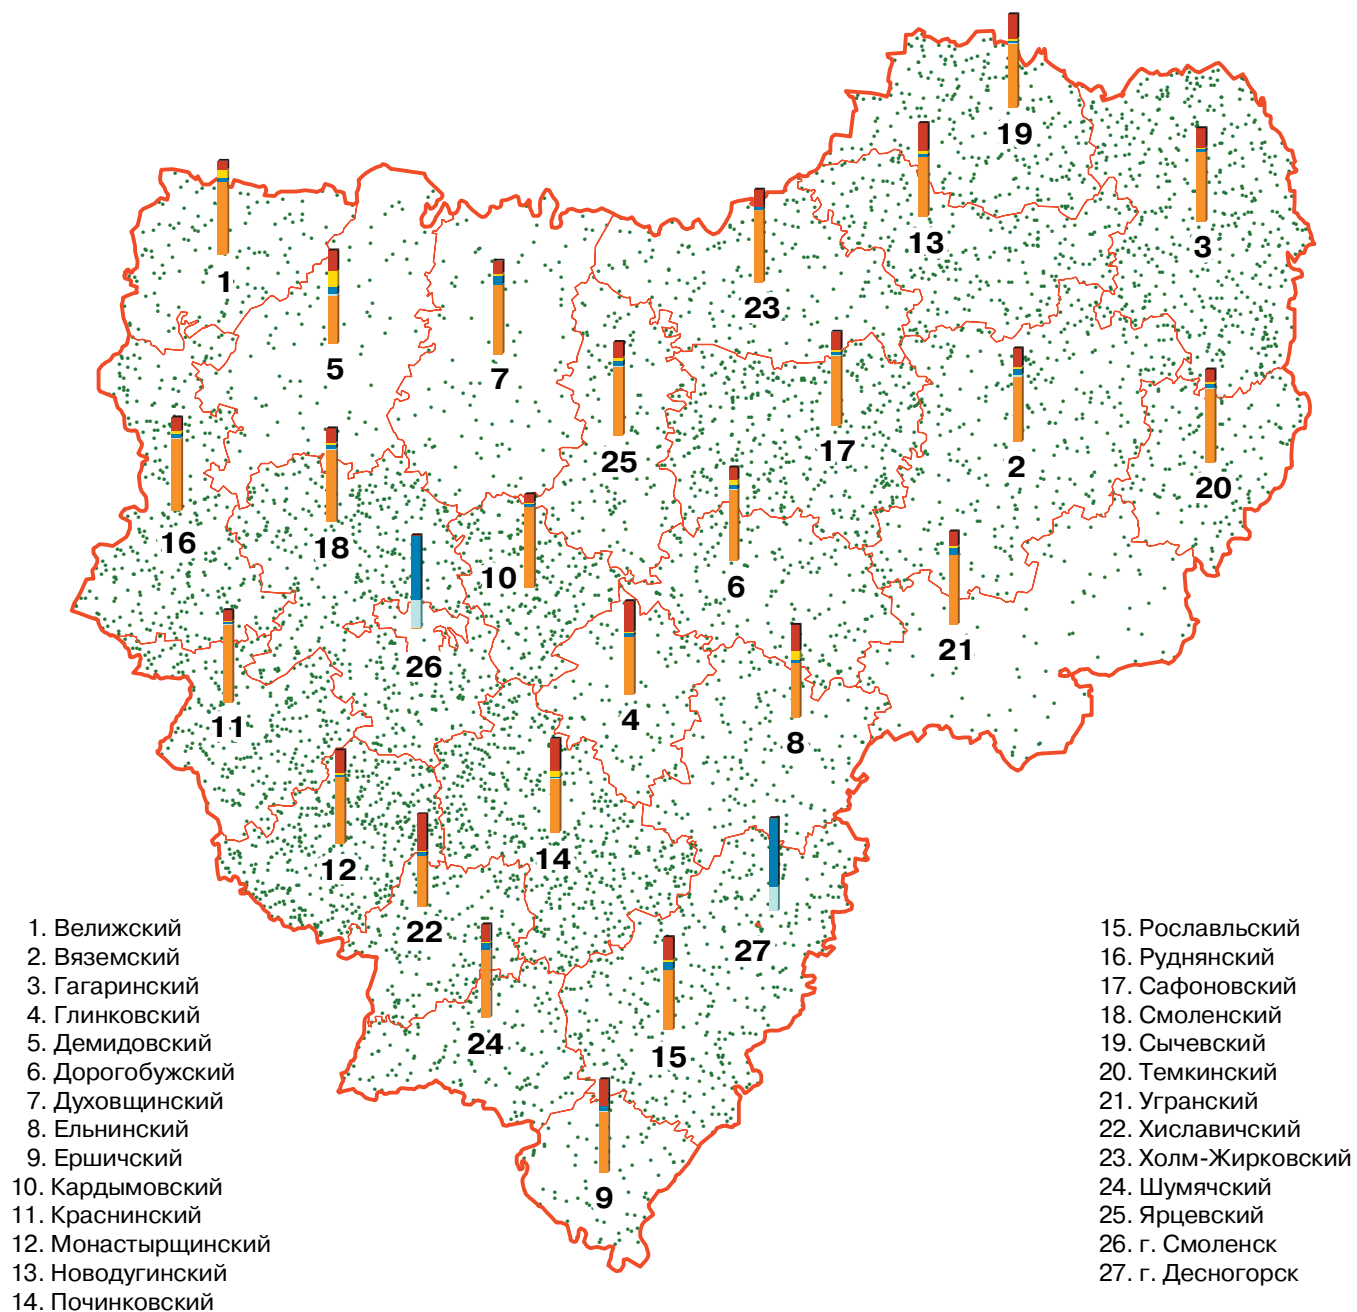 19
13
3
1
23
5
7
25
17
2
20
16
18
10
6
21
26
11
4
8
12
14
22
27
24
15
9
1. Велижский
2. Вяземский
3. Гагаринский
4. Глинковский
5. Демидовский
6. Дорогобужский
7. Духовщинский
8. Ельнинский
9. Ершичский
10. Кардымовский
11. Краснинский
12. Монастырщинский
13. Новодугинский
14. Починковский
15. Рославльский
16. Руднянский
17. Сафоновский
18. Смоленский
19. Сычевский
20. Темкинский
21. Угранский
22. Хиславичский
23. Холм-Жирковский
24. Шумячский
25. Ярцевский
26. г. Смоленск
27. г. Десногорск